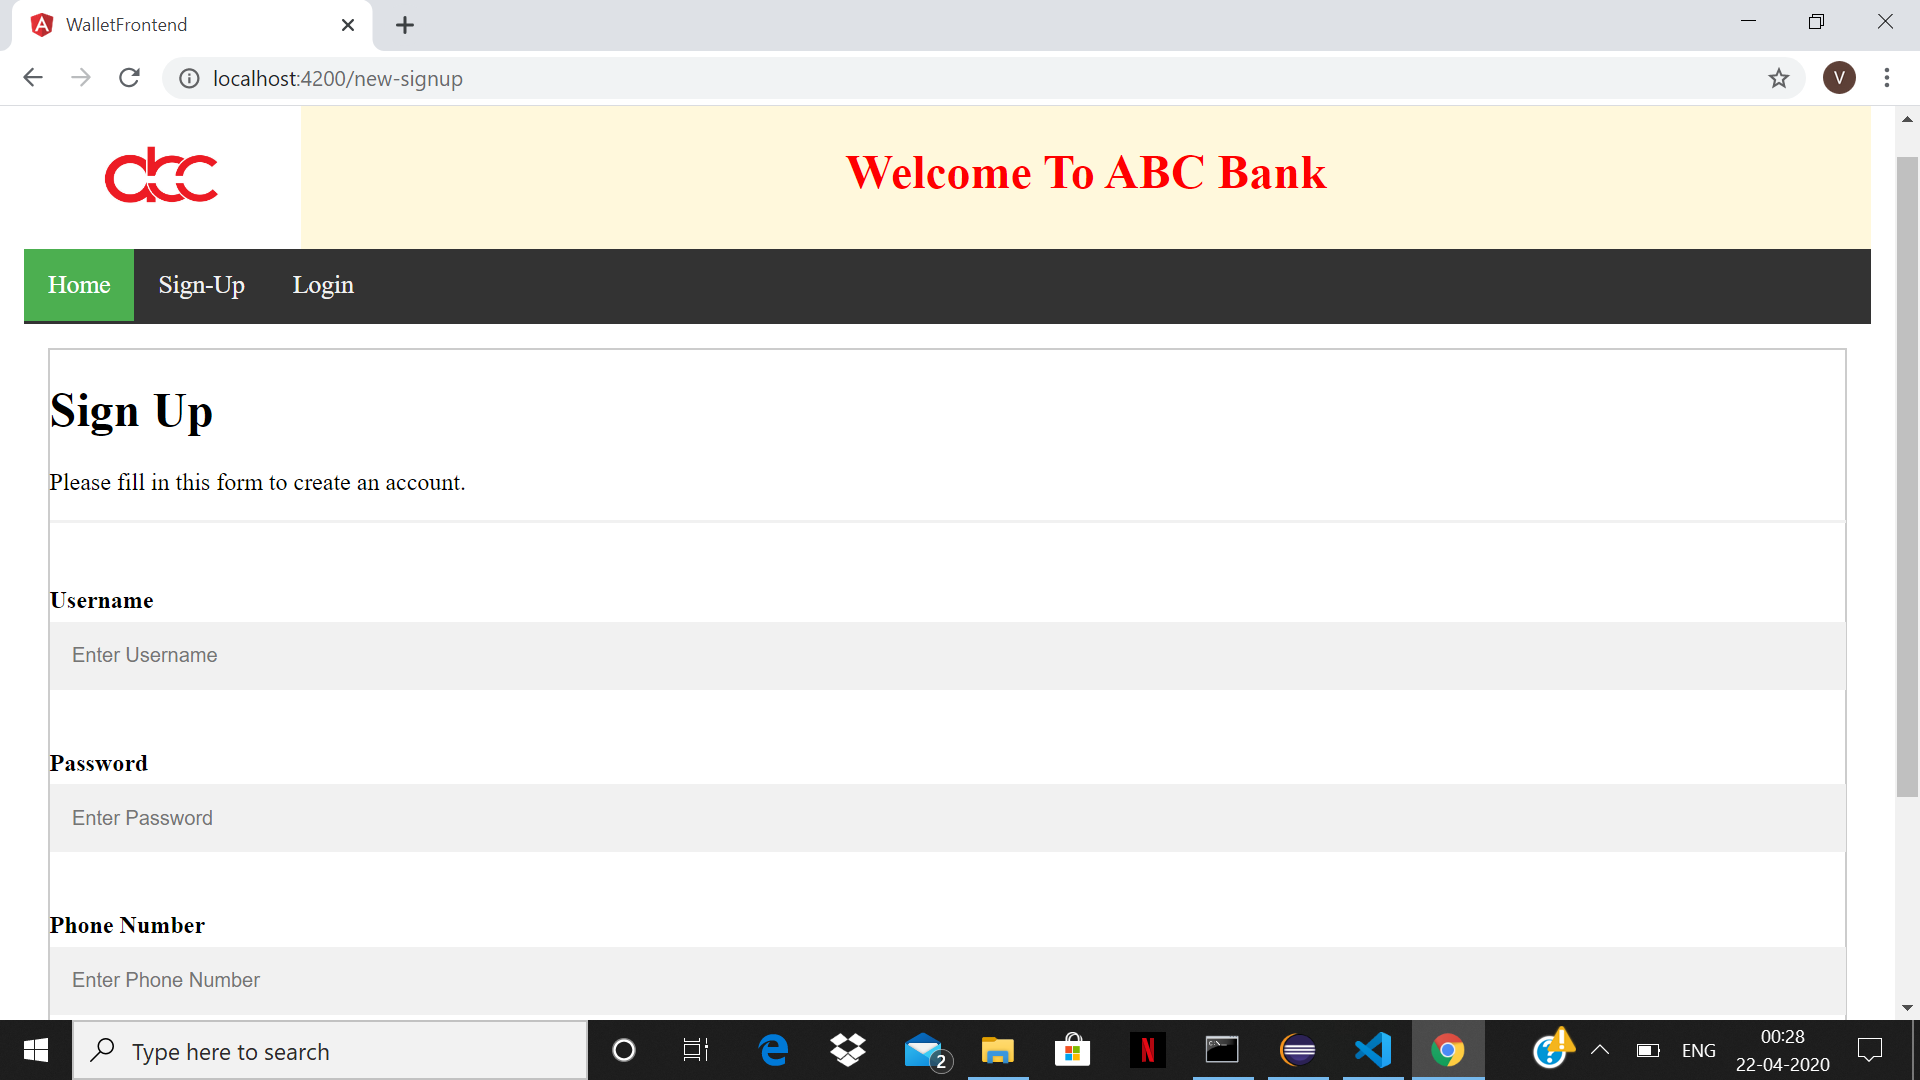 WalletFrontend
localhost:4200/new-signup
V
acc
Welcome To ABC Bank
Home Sign-Up Login
Sign Up
Please fill in this form to create an account.
Username
Enter Username
Password
Enter Password
Phone Number
Enter Phone Number
Type here to search
2
N
ENG
00:28
22-04-2020